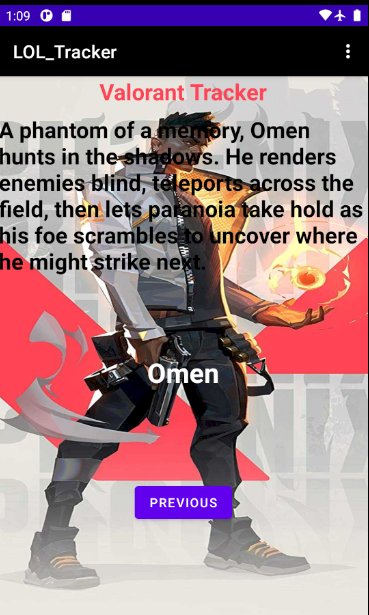 1:09
LOL_Tracker
Valorant Tracker
A phantom of a memory, Omen
hunts in the shadows. He renders
enemies blind, teleports across the
field, then lets paranoia take hold as
his foe scrambles to uncover where
he might strike next.
Omen
PREVIOUS